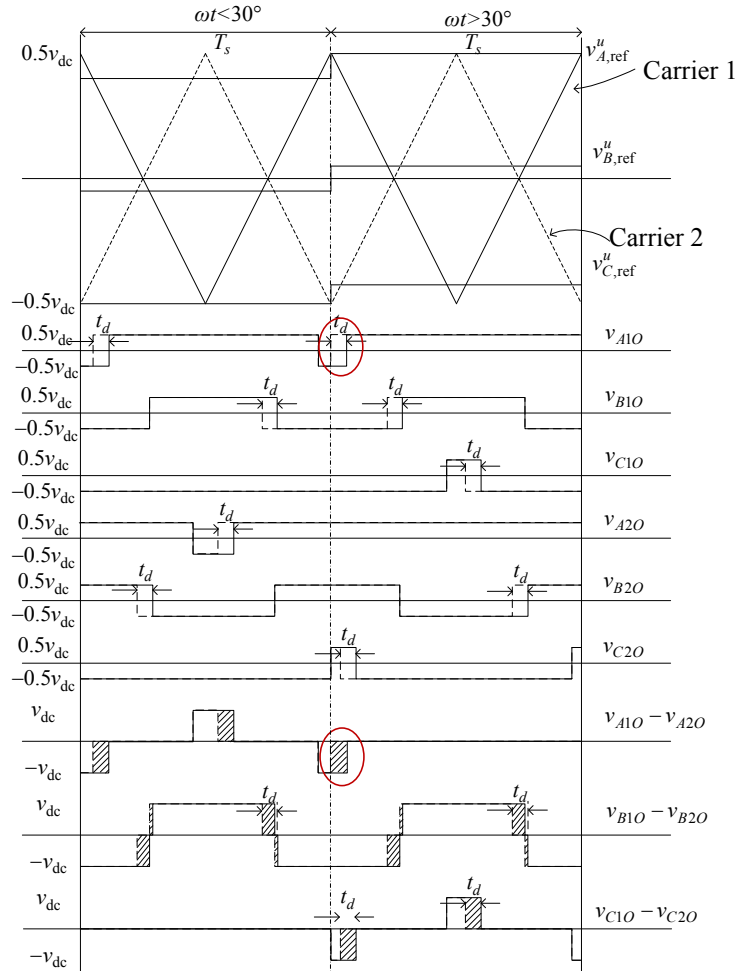 ωt<30° ωt>30°
T_s T_s
0.5v_dc v^u_A,ref
Carrier 1
v^u_B,ref
Carrier 2
v^u_C,ref
−0.5v_dc
0.5v_dc t_d t_d v_A1O
−0.5v_dc
0.5v_dc t_d t_d v_B1O
−0.5v_dc
0.5v_dc t_d v_C1O
−0.5v_dc
0.5v_dc t_d v_A2O
−0.5v_dc
0.5v_dc t_d t_d v_B2O
−0.5v_dc
0.5v_dc t_d v_C2O
−0.5v_dc
v_dc v_A1O − v_A2O
−v_dc
v_dc t_d t_d v_B1O − v_B2O
−v_dc
v_dc t_d t_d v_C1O − v_C2O
−v_dc